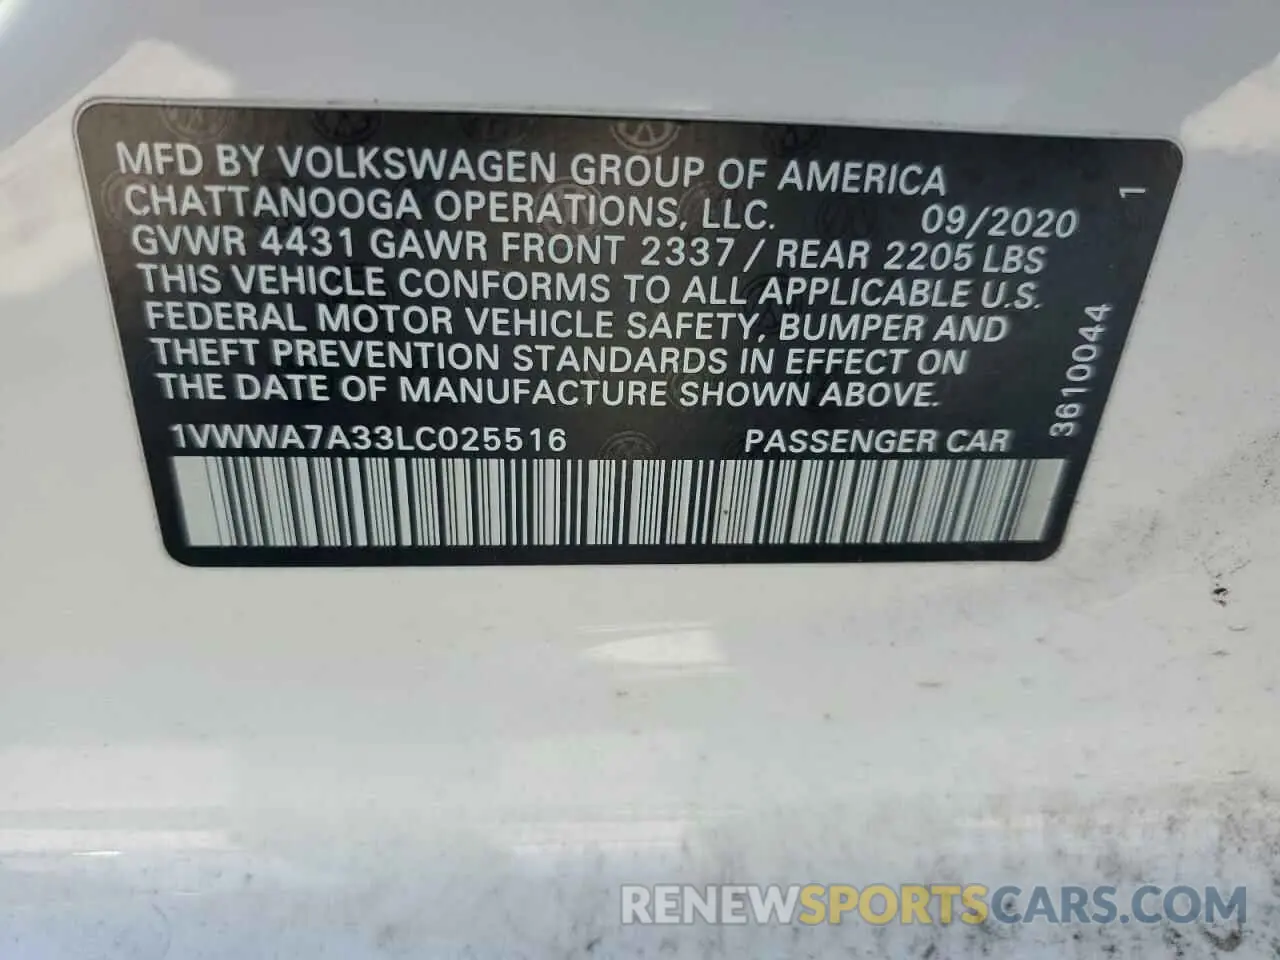 MFD BY VOLKSWAGEN GROUP OF AMERICA
CHATTANOOGA OPERATIONS, LLC. 09/2020
GVWR 4431 GAWR FRONT 2337 / REAR 2205 LBS
THIS VEHICLE CONFORMS TO ALL APPLICABLE U.S.
FEDERAL MOTOR VEHICLE SAFETY, BUMPER AND
THEFT PREVENTION STANDARDS IN EFFECT ON
THE DATE OF MANUFACTURE SHOWN ABOVE.
1VWWA7A33LC025516 PASSENGER CAR
3610044 1
RENEWSPORTSCARS.COM